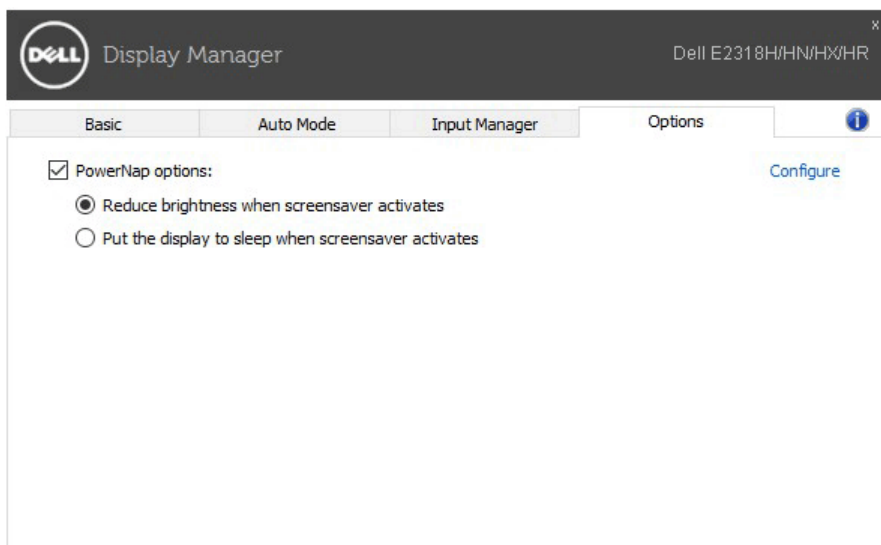 DELL Display Manager
x
Dell E2318H/HN/HX/HR
Basic Auto Mode Input Manager Options i
PowerNap options: Configure
Reduce brightness when screensaver activates
Put the display to sleep when screensaver activates